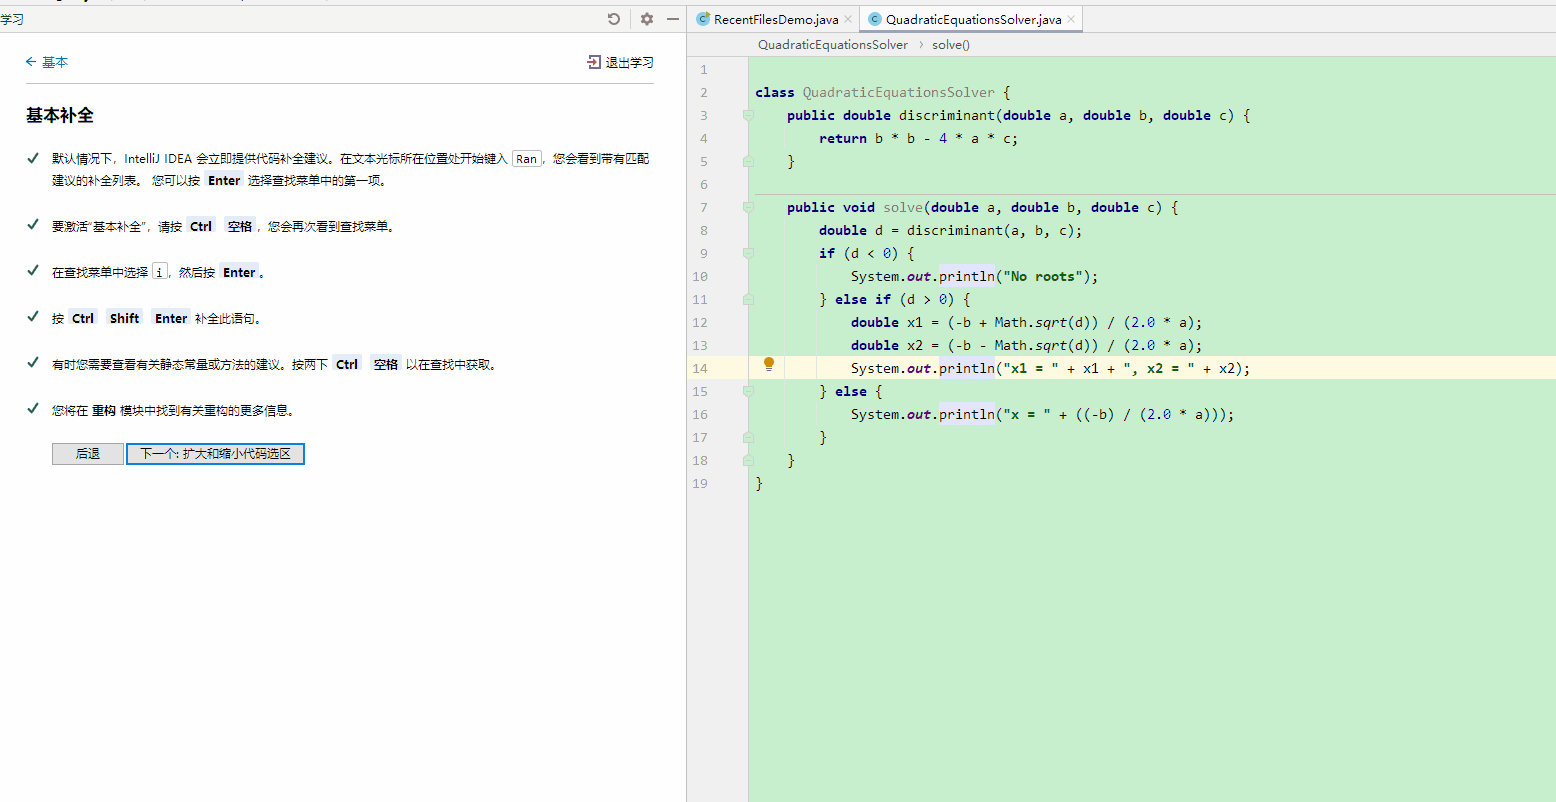 学习
← 基本
退出学习
基本补全
默认情况下，IntelliJ IDEA 会立即提供代码补全建议。在文本光标所在位置处开始键入 Ran，您会看到带有匹配
建议的补全列表。 您可以按 Enter 选择查找菜单中的第一项。
要激活“基本补全”，请按 Ctrl 空格，您会再次看到查找菜单。
在查找菜单中选择 i，然后按 Enter。
按 Ctrl Shift Enter 补全此语句。
有时您需要查看有关静态常量或方法的建议。按两下 Ctrl 空格 以在查找中获取。
您将在 重构 模块中找到有关重构的更多信息。
后退 下一个: 扩大和缩小代码选区
RecentFilesDemo.java QuadraticEquationsSolver.java
QuadraticEquationsSolver › solve()
1
2 class QuadraticEquationsSolver {
3     public double discriminant(double a, double b, double c) {
4         return b * b - 4 * a * c;
5     }
6
7     public void solve(double a, double b, double c) {
8         double d = discriminant(a, b, c);
9         if (d < 0) {
10             System.out.println("No roots");
11         } else if (d > 0) {
12             double x1 = (-b + Math.sqrt(d)) / (2.0 * a);
13             double x2 = (-b - Math.sqrt(d)) / (2.0 * a);
14             System.out.println("x1 = " + x1 + ", x2 = " + x2);
15         } else {
16             System.out.println("x = " + ((-b) / (2.0 * a)));
17         }
18     }
19 }